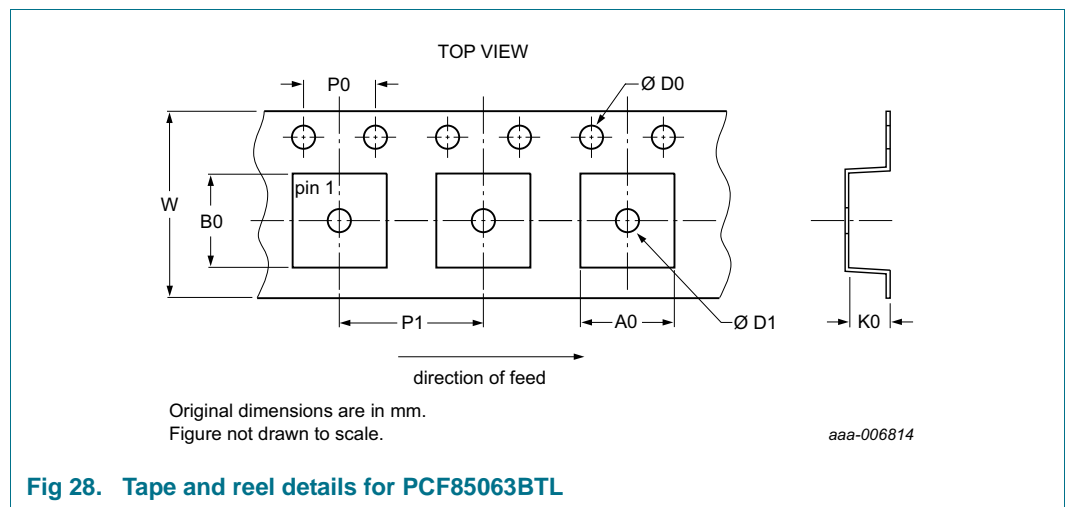 TOP VIEW
P0
Ø D0
W
B0
pin 1
P1
A0
Ø D1
K0
direction of feed
Original dimensions are in mm.
Figure not drawn to scale.
aaa-006814
Fig 28. Tape and reel details for PCF85063BTL